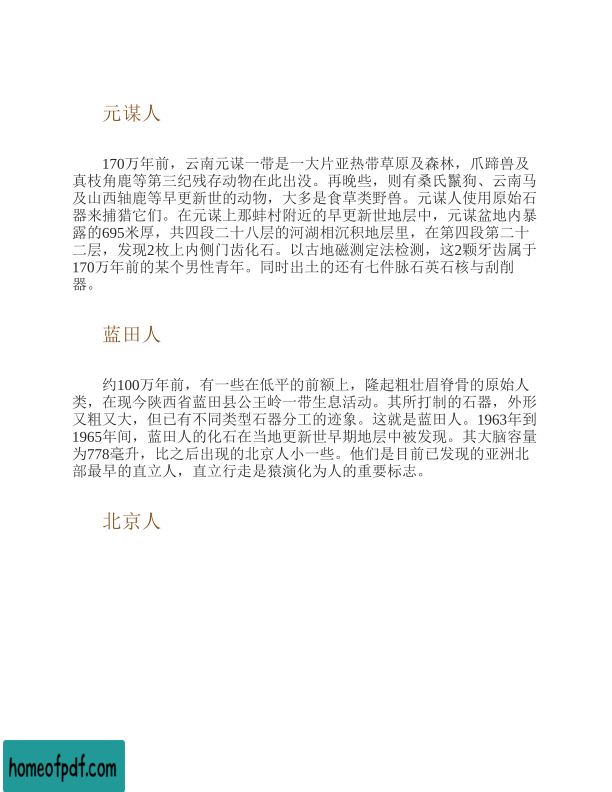 元谋人
170万年前，云南元谋一带是一大片亚热带草原及森林，爪蹄兽及
真枝角鹿等第三纪残存动物在此出没。再晚些，则有桑氏鬣狗、云南马
及山西轴鹿等早更新世的动物，大多是食草类野兽。元谋人使用原始石
器来捕猎它们。在元谋上那蚌村附近的早更新世地层中，元谋盆地内暴
露的695米厚，共四段二十八层的河湖相沉积地层里，在第四段第二十
二层，发现2枚上内侧门齿化石。以古地磁测定法检测，这2颗牙齿属于
170万年前的某个男性青年。同时出土的还有七件脉石英石核与刮削
器。
蓝田人
约100万年前，有一些在低平的前额上，隆起粗壮眉脊骨的原始人
类，在现今陕西省蓝田县公王岭一带生息活动。其所打制的石器，外形
又粗又大，但已有不同类型石器分工的迹象。这就是蓝田人。1963年到
1965年间，蓝田人的化石在当地更新世早期地层中被发现。其大脑容量
为778毫升，比之后出现的北京人小一些。他们是目前已发现的亚洲北
部最早的直立人，直立行走是猿演化为人的重要标志。
北京人
homeofpdf.com